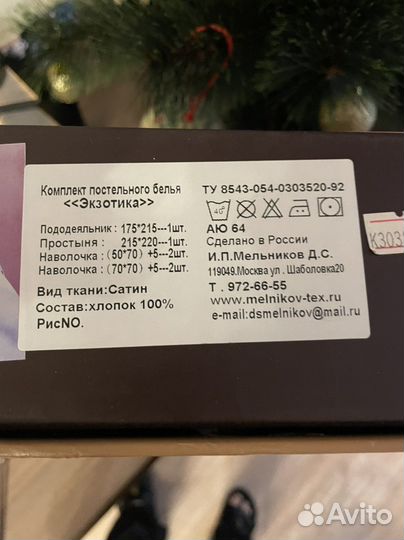 Комплект постельного белья
<<Экзотика>>
Пододеяльник : 175*215---1шт.
Простыня : 215*220---1шт.
Наволочка : (50*70) +5---2шт.
Наволочка : (70*70) +5---2шт.
Вид ткани:Сатин
Состав:хлопок 100%
РисNO.
ТУ 8543-054-0303520-92
40°
АЮ 64
Сделано в России
И.П.Мельников Д.С.
119049.Москва ул. Шаболовка20
Т . 972-66-55
www.melnikov-tex.ru
e-mail:dsmelnikov@mail.ru
Avito